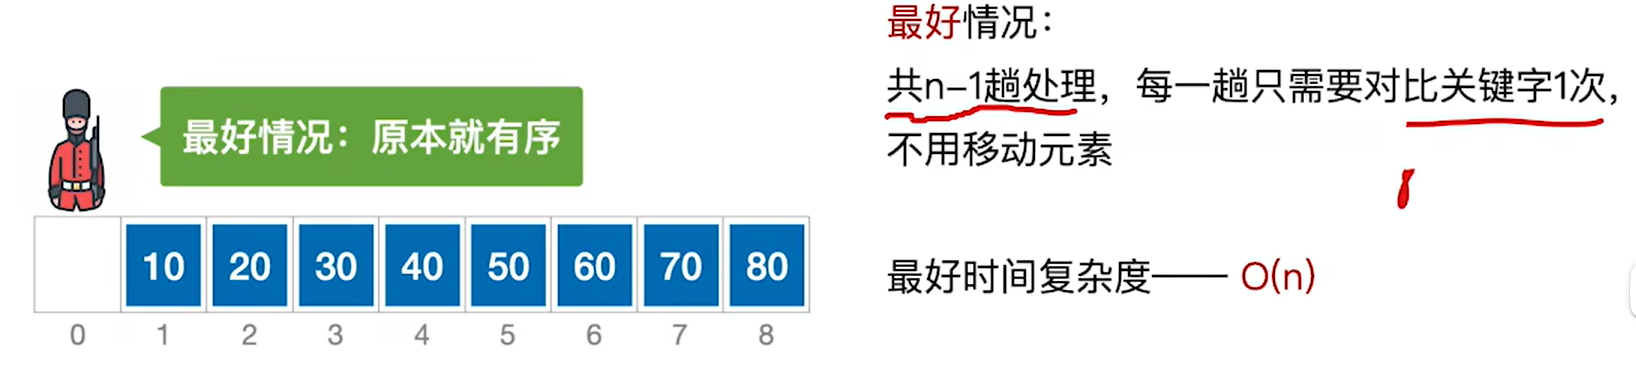 最好情况：原本就有序
10 20 30 40 50 60 70 80
0 1 2 3 4 5 6 7 8
最好情况：
共n-1趟处理，每一趟只需要对比关键字1次，
不用移动元素
最好时间复杂度—— O(n)